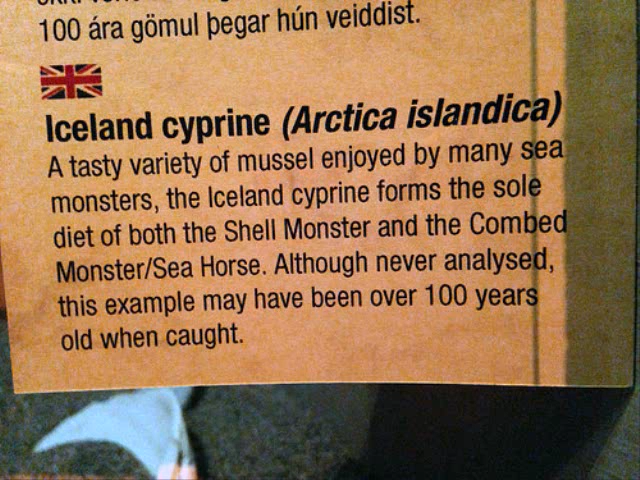 100 ára gömul þegar hún veiddist.
Iceland cyprine (Arctica islandica)
A tasty variety of mussel enjoyed by many sea
monsters, the Iceland cyprine forms the sole
diet of both the Shell Monster and the Combed
Monster/Sea Horse. Although never analysed,
this example may have been over 100 years
old when caught.